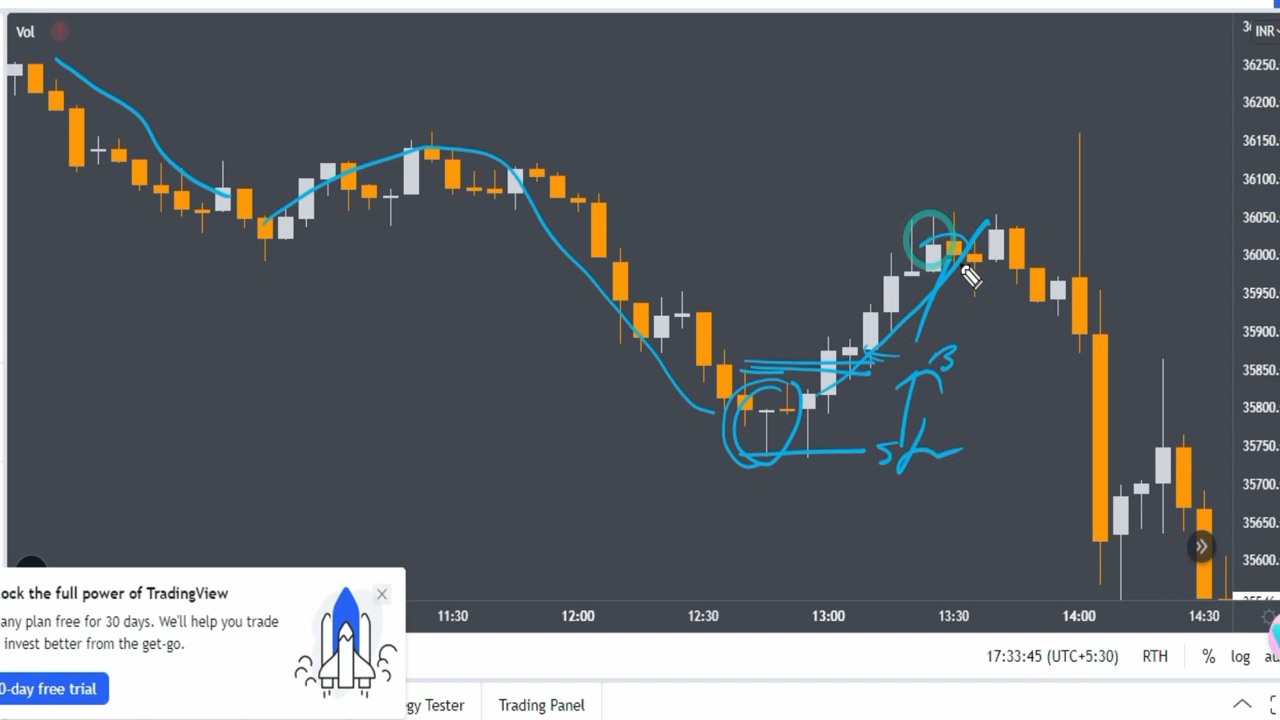 Vol
INR
36250.
36200.
36150.
36100.
36050.
36000.
35950.
35900.
35850.
35800.
35750.
35700.
35650.
35600.
11:30 12:00 12:30 13:00 13:30 14:00 14:30
17:33:45 (UTC+5:30) RTH % log
ock the full power of TradingView
any plan free for 30 days. We'll help you trade
invest better from the get-go.
0-day free trial
gy Tester Trading Panel